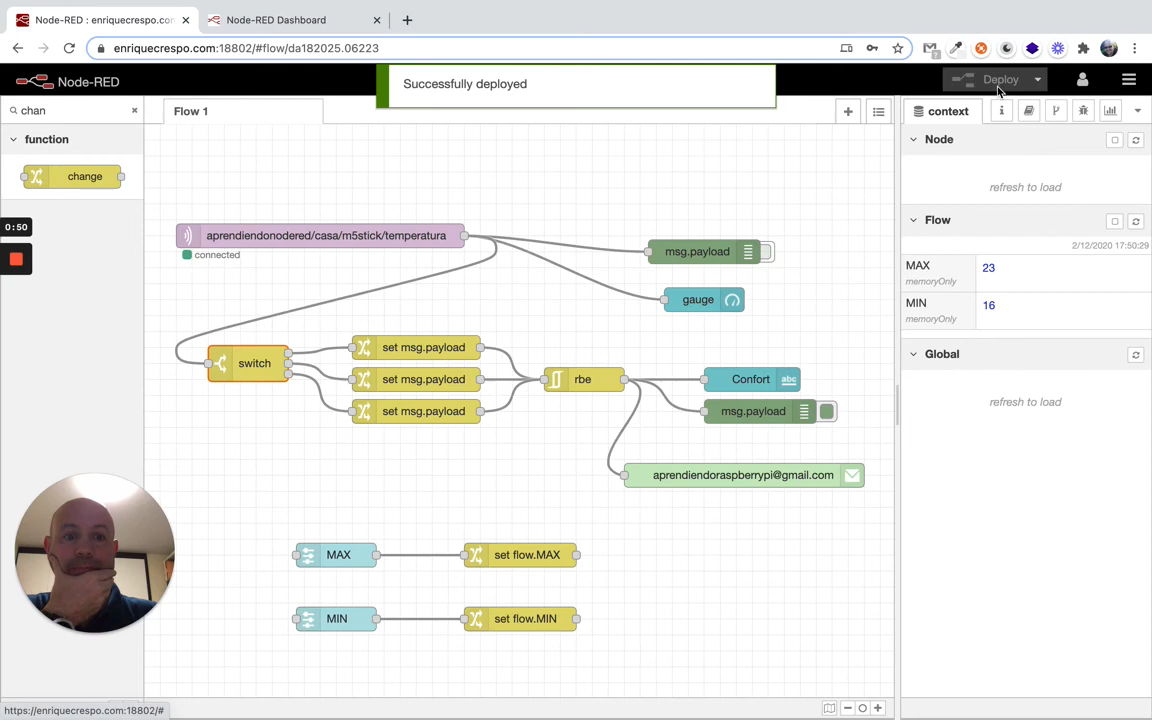 Node-RED : enriquecrespo.con
Node-RED Dashboard
enriquecrespo.com:18802/#flow/da182025.06223
Node-RED
Successfully deployed
Deploy
chan
Flow 1
context
function
change
Node
refresh to load
0:50
Flow
2/12/2020 17:50:29
MAX
23
memoryOnly
MIN
16
memoryOnly
Global
refresh to load
aprendiendonodered/casa/m5stick/temperatura
connected
msg.payload
gauge
switch
set msg.payload
set msg.payload
set msg.payload
rbe
Confort
abc
msg.payload
aprendiendoraspberrypi@gmail.com
MAX
set flow.MAX
MIN
set flow.MIN
https://enriquecrespo.com:18802/#